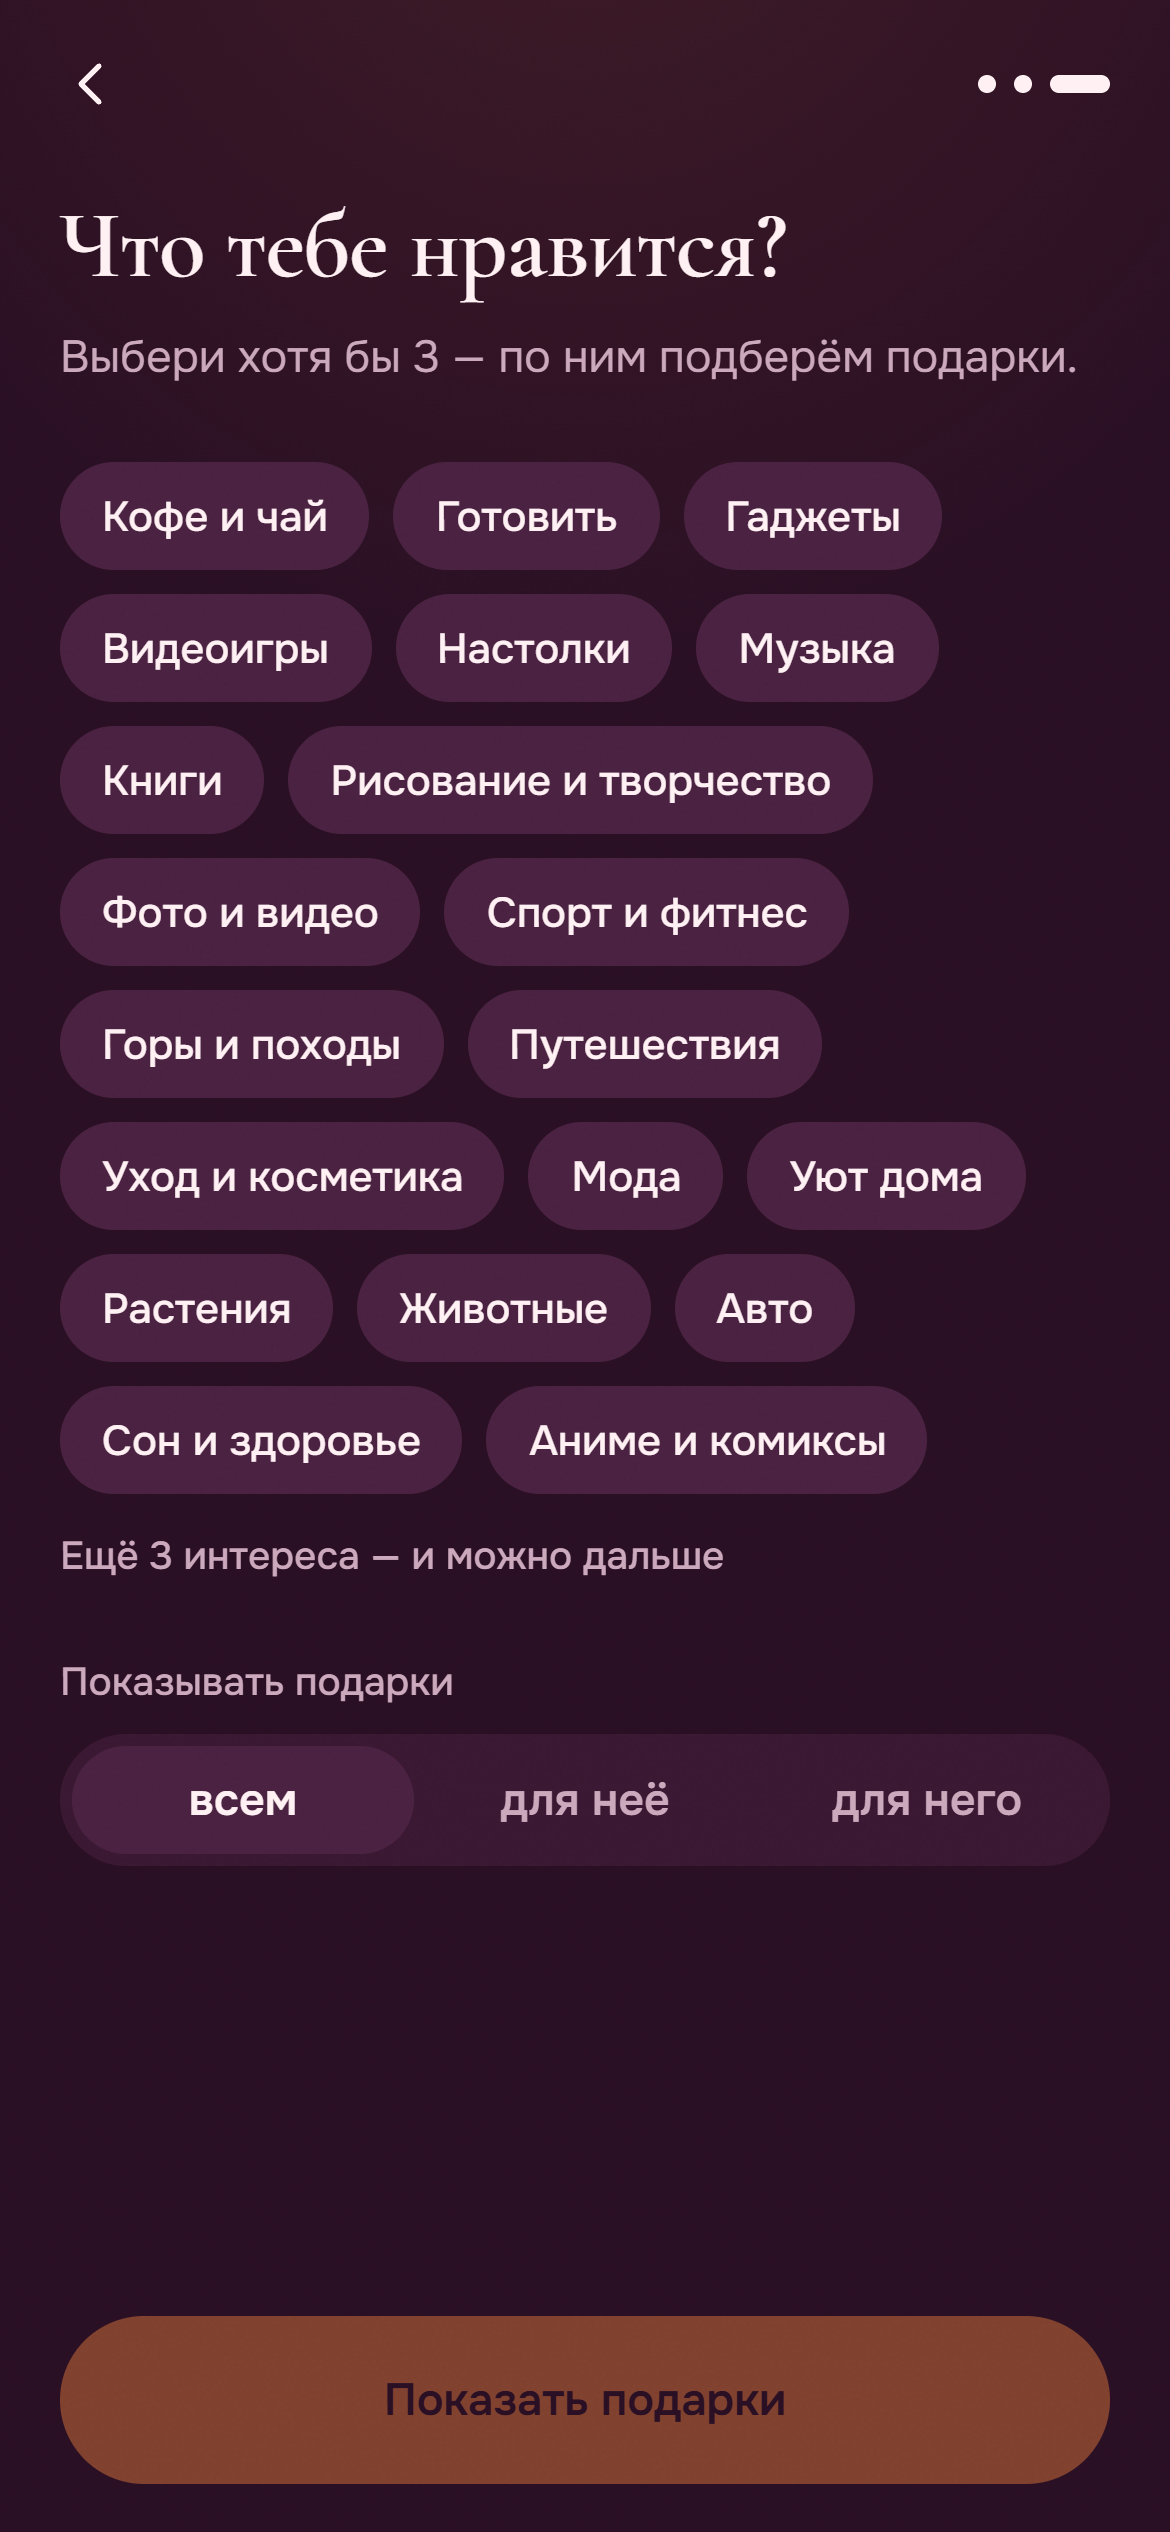 Что тебе нравится?
Выбери хотя бы 3 — по ним подберём подарки.
Кофе и чай Готовить Гаджеты
Видеоигры Настолки Музыка
Книги Рисование и творчество
Фото и видео Спорт и фитнес
Горы и походы Путешествия
Уход и косметика Мода Уют дома
Растения Животные Авто
Сон и здоровье Аниме и комиксы
Ещё 3 интереса — и можно дальше
Показывать подарки
всем для неё для него
Показать подарки